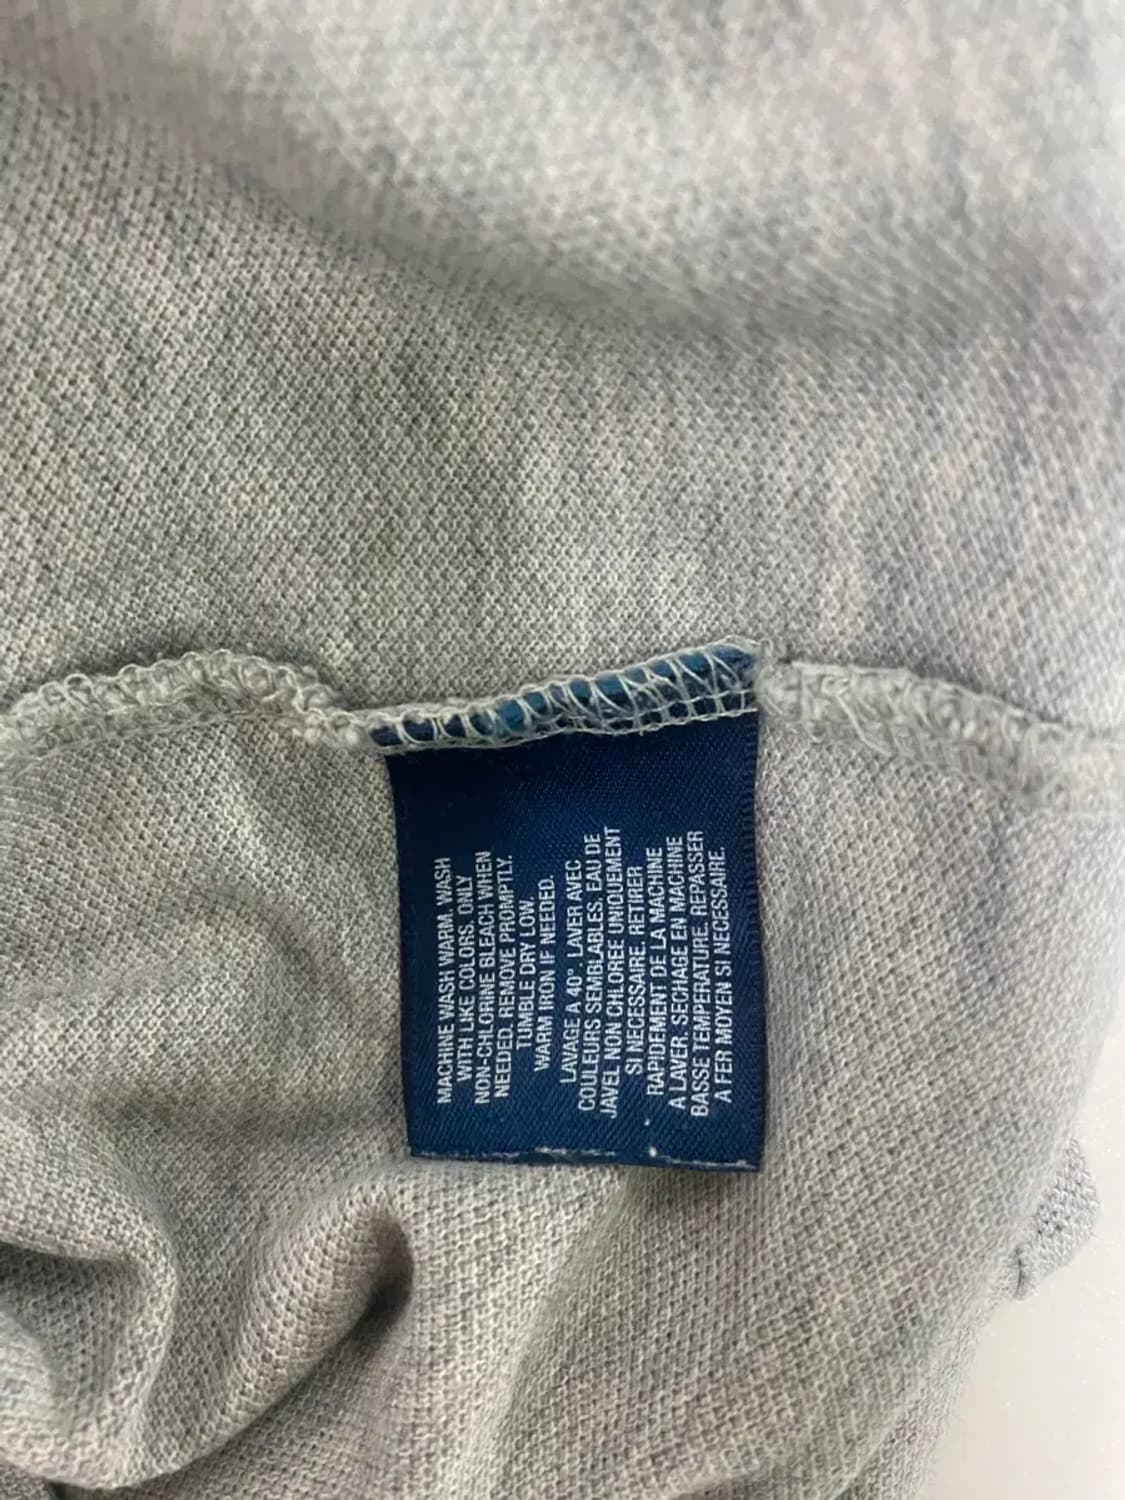 MACHINE WASH WARM. WASH
WITH LIKE COLORS. ONLY
NON-CHLORINE BLEACH WHEN
NEEDED. REMOVE PROMPTLY.
TUMBLE DRY LOW.
WARM IRON IF NEEDED.
LAVAGE A 40°, LAVER AVEC
COULEURS SEMBLABLES. EAU DE
JAVEL NON CHLOREE UNIQUEMENT
SI NECESSAIRE. RETIRER
RAPIDEMENT DE LA MACHINE
A LAVER. SECHAGE EN MACHINE
BASSE TEMPERATURE. REPASSER
A FER MOYEN SI NECESSAIRE.